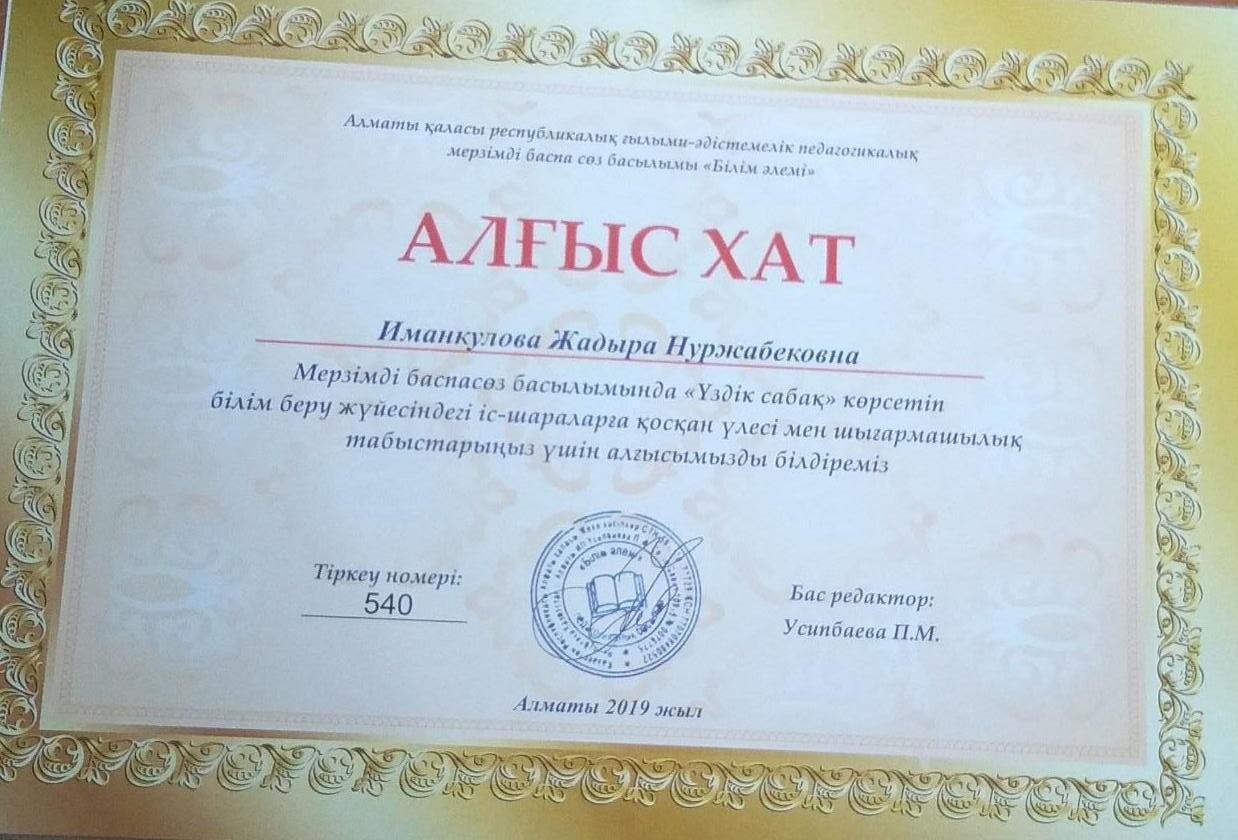 Алматы қаласы республикалық ғылыми-әдістемелік педагогикалық
мерзімді баспа сөз басылымы «Білім әлемі»
АЛҒЫС ХАТ
Иманкулова Жадыра Нуржабековна
Мерзімді баспасөз басылымында «Үздік сабақ» көрсетіп
білім беру жүйесіндегі іс-шараларға қосқан үлесі мен шығармашылық
табыстарыңыз үшін алғысымызды білдіреміз
Тіркеу номері:
540
«Білім әлемі»
Бас редактор:
Усипбаева П.М.
Алматы 2019 жыл